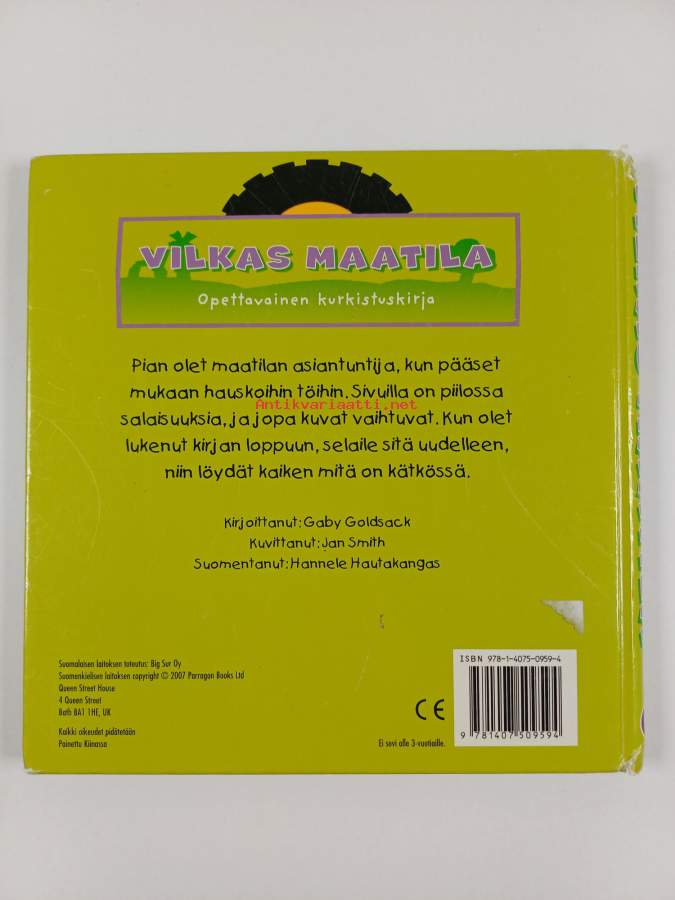 VILKAS MAATILA
Opettavainen kurkistuskirja
Pian olet maatilan asiantuntija, kun pääset
mukaan hauskoihin töihin. Sivuilla on piilossa
Antikvariaatti.net
salaisuuksia, ja jopa kuvat vaihtuvat. Kun olet
lukenut kirjan loppuun, selaile sitä uudelleen,
niin löydät kaiken mitä on kätkössä.
Kirjoittanut: Gaby Goldsack
Kuvittanut: Jan Smith
Suomentanut: Hannele Hautakangas
Suomalaisen laitoksen toteutus: Big Sur Oy
Suomenkielisen laitoksen copyright © 2007 Parragon Books Ltd
Queen Street House
4 Queen Street
Bath BA1 1HE, UK
Kaikki oikeudet pidätetään
Painettu Kiinassa
CE
Ei sovi alle 3-vuotiaille.
ISBN 978-1-4075-0959-4
9 781407 509594